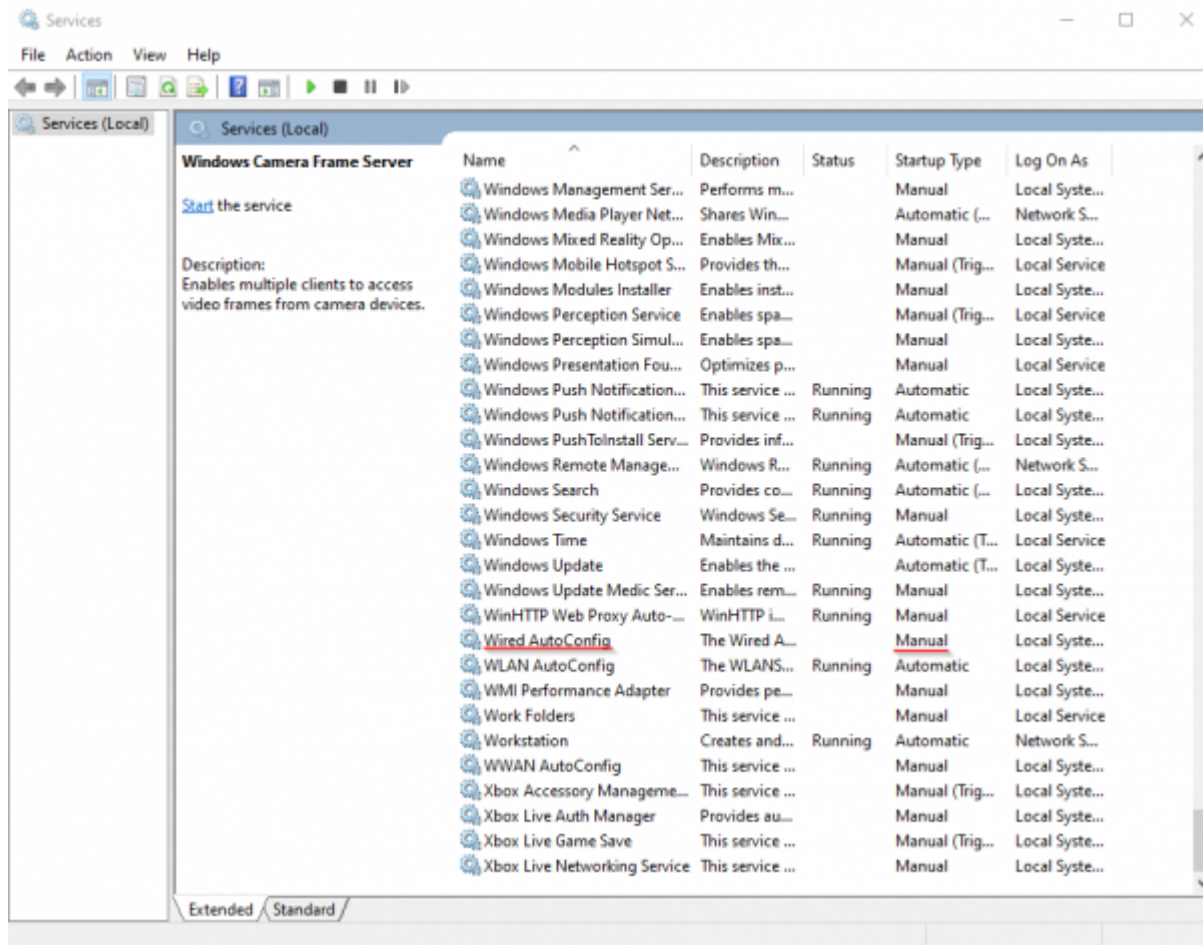 Services
File Action View Help
Services (Local)
Services (Local)
Windows Camera Frame Server
Start the service
Description:
Enables multiple clients to access
video frames from camera devices.
Name Description Status Startup Type Log On As
Windows Management Ser... Performs m... Manual Local Syste...
Windows Media Player Net... Shares Win... Automatic (... Network S...
Windows Mixed Reality Op... Enables Mix... Manual Local Syste...
Windows Mobile Hotspot S... Provides th... Manual (Trig... Local Service
Windows Modules Installer Enables inst... Manual Local Syste...
Windows Perception Service Enables spa... Manual (Trig... Local Service
Windows Perception Simul... Enables spa... Manual Local Syste...
Windows Presentation Fou... Optimizes p... Manual Local Service
Windows Push Notification... This service ... Running Automatic Local Syste...
Windows Push Notification... This service ... Running Automatic Local Syste...
Windows PushToInstall Serv... Provides inf... Manual (Trig... Local Syste...
Windows Remote Manage... Windows R... Running Automatic (... Network S...
Windows Search Provides co... Running Automatic (... Local Syste...
Windows Security Service Windows Se... Running Manual Local Syste...
Windows Time Maintains d... Running Automatic (T... Local Service
Windows Update Enables the ... Automatic (T... Local Syste...
Windows Update Medic Ser... Enables rem... Running Manual Local Syste...
WinHTTP Web Proxy Auto-... WinHTTP i... Running Manual Local Service
Wired AutoConfig The Wired A... Manual Local Syste...
WLAN AutoConfig The WLANS... Running Automatic Local Syste...
WMI Performance Adapter Provides pe... Manual Local Syste...
Work Folders This service ... Manual Local Service
Workstation Creates and... Running Automatic Network S...
WWAN AutoConfig This service ... Manual Local Syste...
Xbox Accessory Manageme... This service ... Manual (Trig... Local Syste...
Xbox Live Auth Manager Provides au... Manual Local Syste...
Xbox Live Game Save This service ... Manual (Trig... Local Syste...
Xbox Live Networking Service This service ... Manual Local Syste...
Extended Standard